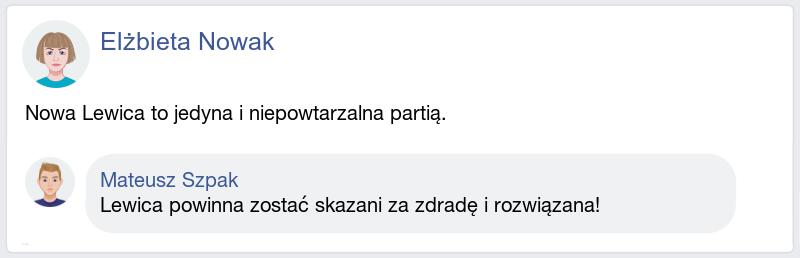 Elżbieta Nowak
Nowa Lewica to jedyna i niepowtarzalna partią.
Mateusz Szpak
Lewica powinna zostać skazani za zdradę i rozwiązana!